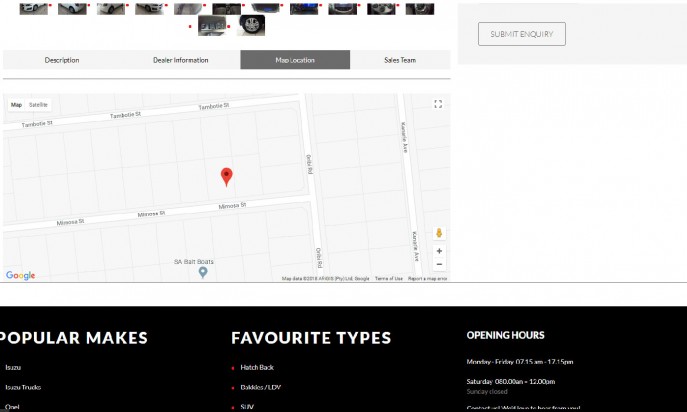 SUBMIT ENQUIRY
Description Dealer Information Map Location Sales Team
Map Satellite
Tambotie St Tambotie St Tambotie St
Kanarie Ave
Dobi Rd
Mimosa St Mimosa St Mimosa St
Kanarie Ave
Dobi Rd
SA Bait Boats
Google
Map data ©2018 AfriGIS (Pty) Ltd, Google Terms of Use Report a map error
POPULAR MAKES
Isuzu
Isuzu Trucks
Opel
FAVOURITE TYPES
Hatch Back
Bakkies / LDV
SUV
OPENING HOURS
Monday - Friday 07.15 am - 17.15pm
Saturday 080.00am - 12.00pm
Sunday closed
Contact us! We'd love to hear from you!